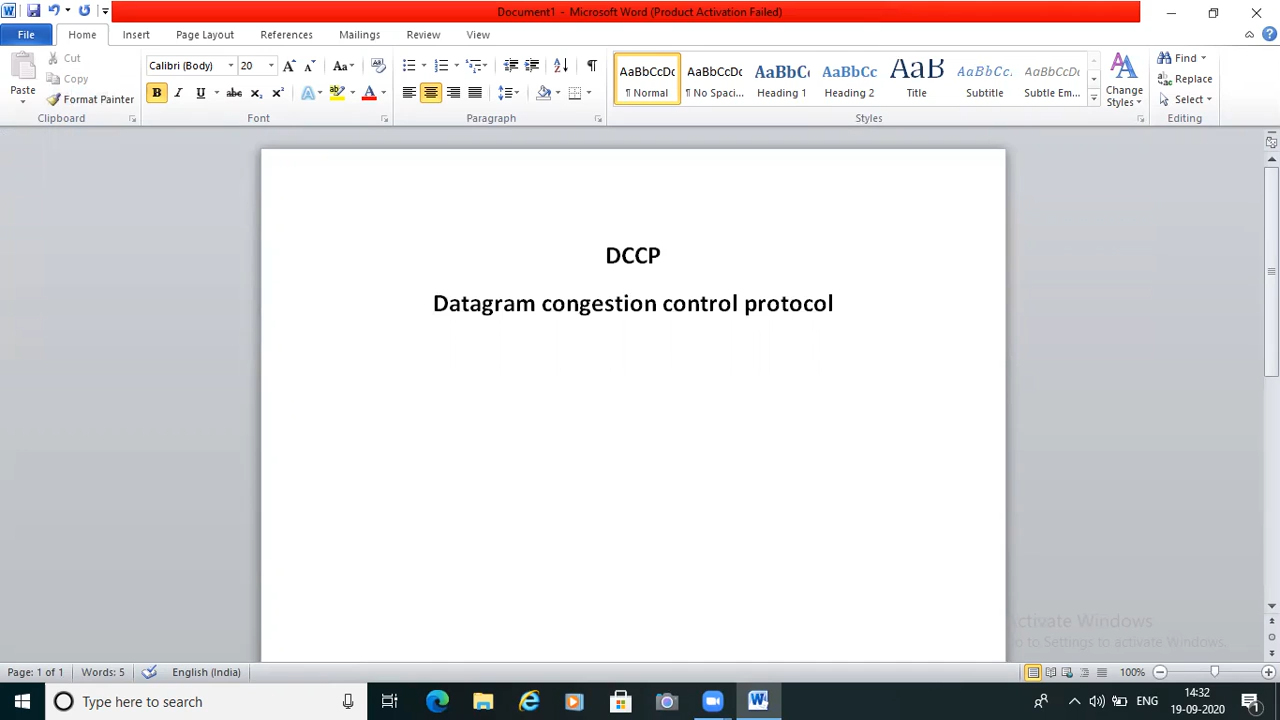 Document1 - Microsoft Word (Product Activation Failed)
File Home Insert Page Layout References Mailings Review View
Paste
Cut
Copy
Format Painter
Clipboard
Calibri (Body) 20
Font
Paragraph
AaBbCcDc AaBbCcDc AaBbCc AaBbCc AaB AaBbCc. AaBbCcDc
¶ Normal ¶ No Spaci... Heading 1 Heading 2 Title Subtitle Subtle Em...
Change Styles
Styles
Find
Replace
Select
Editing
DCCP
Datagram congestion control protocol
Activate Windows
Go to Settings to activate Windows.
Page: 1 of 1 Words: 5 English (India) 100%
Type here to search
ENG
14:32
19-09-2020
1